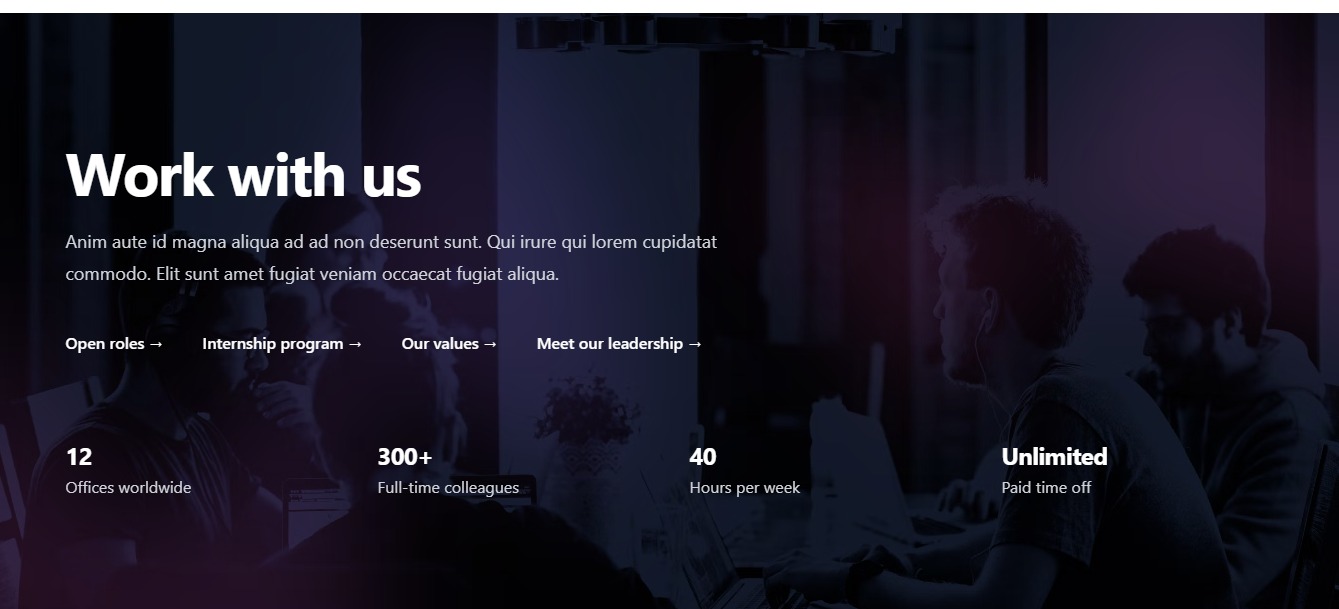 Work with us
Anim aute id magna aliqua ad ad non deserunt sunt. Qui irure qui lorem cupidatat
commodo. Elit sunt amet fugiat veniam occaecat fugiat aliqua.
Open roles → Internship program → Our values → Meet our leadership →
12 300+ 40 Unlimited
Offices worldwide Full-time colleagues Hours per week Paid time off